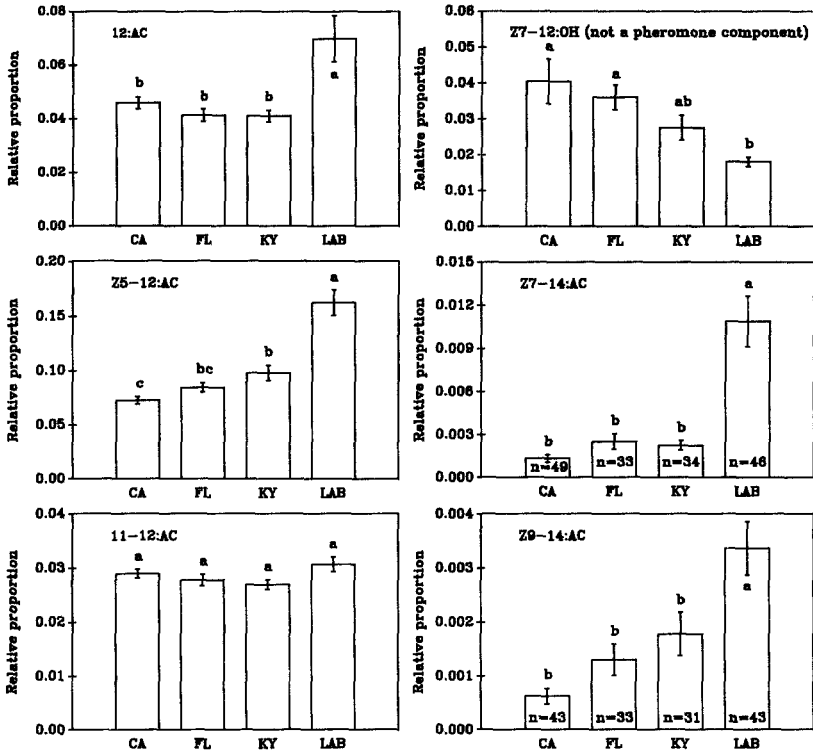 12:AC
Relative proportion
0.08
0.06
0.04
0.02
0.00
b
b
b
a
CA
FL
KY
LAB
Z7-12:OH (not a pheromone component)
Relative proportion
0.06
0.05
0.04
0.03
0.02
0.01
0.00
a
a
ab
b
CA
FL
KY
LAB
Z5-12:AC
Relative proportion
0.20
0.15
0.10
0.05
0.00
c
bc
b
a
CA
FL
KY
LAB
Z7-14:AC
Relative proportion
0.015
0.012
0.009
0.006
0.003
0.000
b
b
b
a
n=49
n=33
n=34
n=46
CA
FL
KY
LAB
11-12:AC
Relative proportion
0.04
0.03
0.02
0.01
0.00
a
a
a
a
CA
FL
KY
LAB
Z9-14:AC
Relative proportion
0.004
0.003
0.002
0.001
0.000
b
b
b
a
n=43
n=33
n=31
n=43
CA
FL
KY
LAB